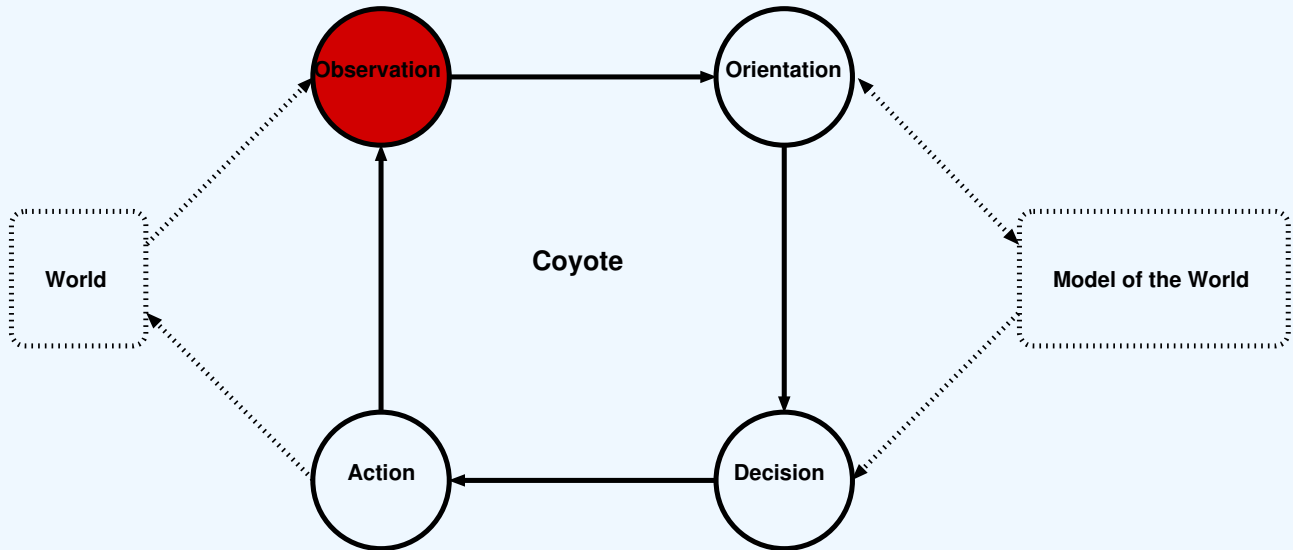 Observation
Orientation
Coyote
World
Model of the World
Action
Decision